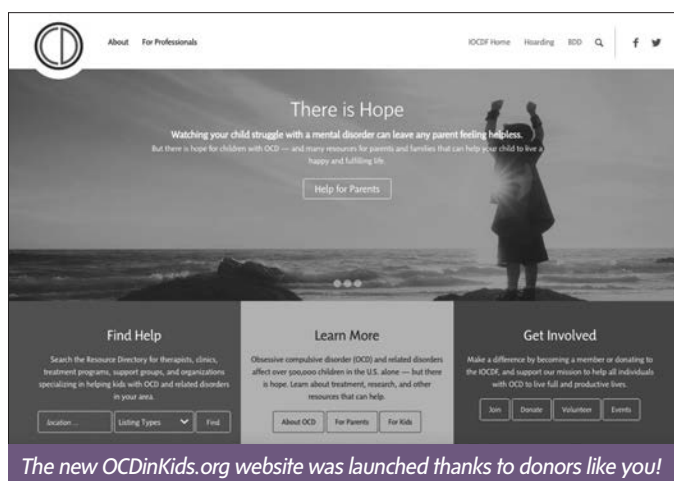 OCD
About For Professionals IOCDF Home Hoarding BDD
There is Hope
Watching your child struggle with a mental disorder can leave any parent feeling helpless.
But there is hope for children with OCD — and many resources for parents and families that can help your child to live a
happy and fulfilling life.
Help for Parents
Find Help
Search the Resource Directory for therapists, clinics,
treatment programs, support groups, and organizations
specializing in helping kids with OCD and related disorders
in your area.
location ... Listing Types Find
Learn More
Obsessive compulsive disorder (OCD) and related disorders
affect over 500,000 children in the U.S. alone — but there
is hope. Learn about treatment, research, and other
resources that can help.
About OCD For Parents For Kids
Get Involved
Make a difference by becoming a member or donating to
the IOCDF, and support our mission to help all individuals
with OCD to live full and productive lives.
Join Donate Volunteer Events
The new OCDinKids.org website was launched thanks to donors like you!